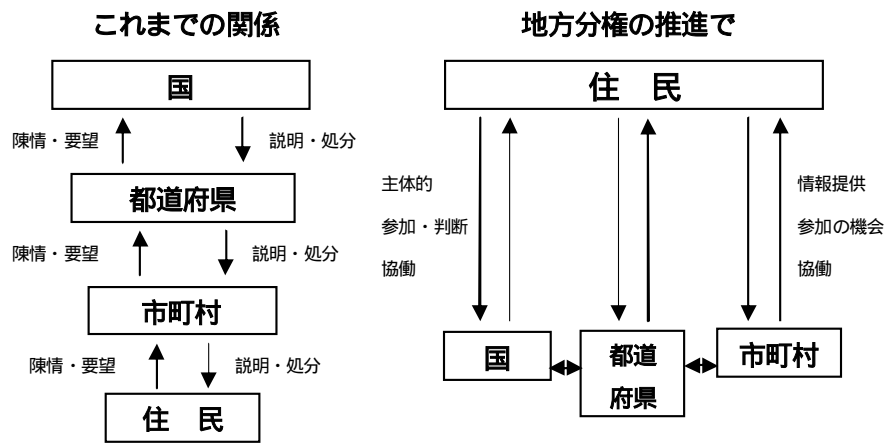 これまでの関係
国
陳情・要望
説明・処分
都道府県
陳情・要望
説明・処分
市町村
陳情・要望
説明・処分
住 民
地方分権の推進で
住 民
主体的
参加・判断
協働
情報提供
参加の機会
協働
国
都道
府県
市町村